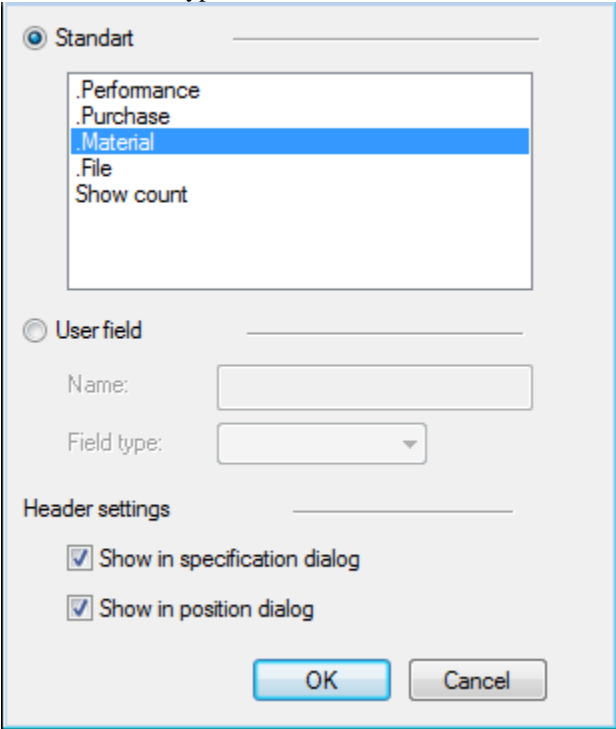 Standart
.Performance
.Purchase
.Material
.File
Show count
User field
Name:
Field type:
Header settings
Show in specification dialog
Show in position dialog
OK Cancel